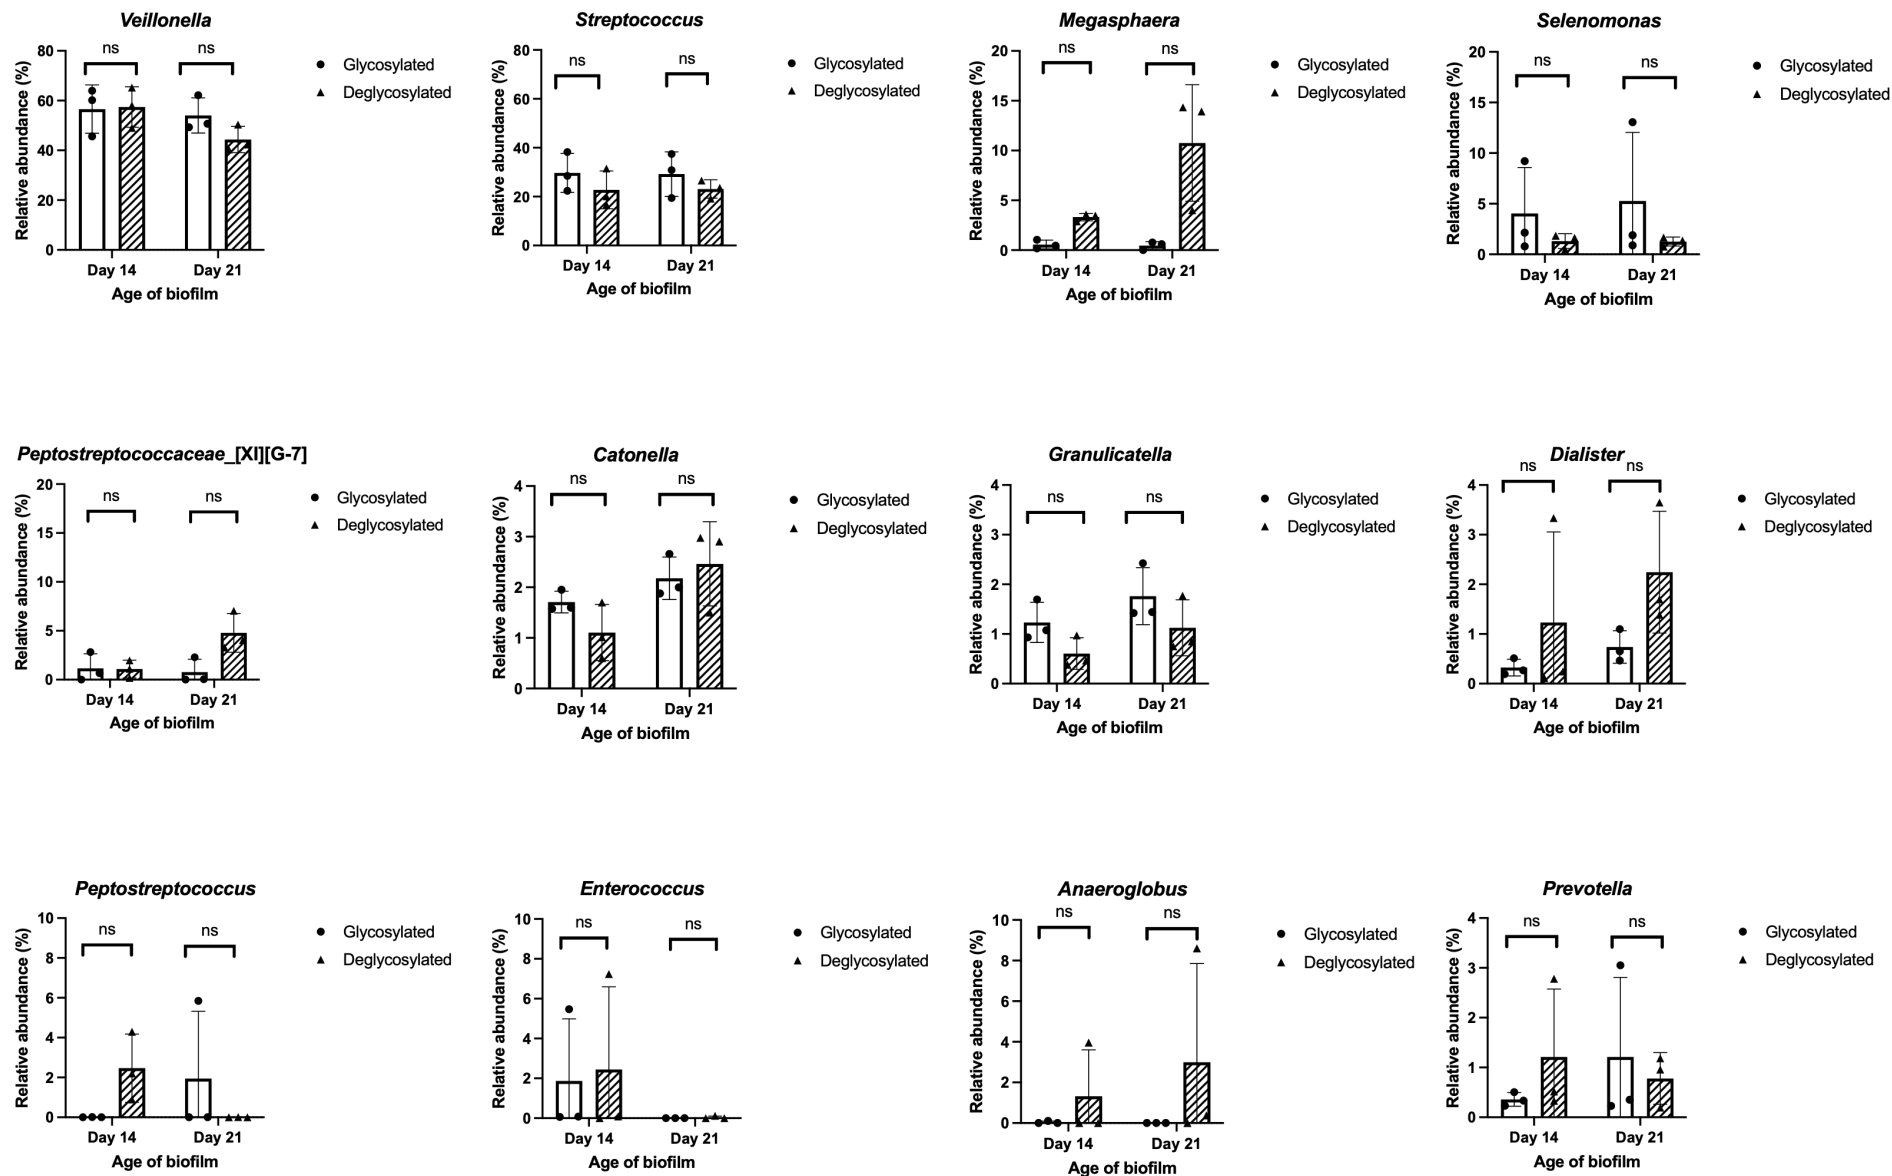 Veillonella
Relative abundance (%)
80
60
40
20
0
ns
ns
Glycosylated
Deglycosylated
Day 14
Day 21
Age of biofilm
Streptococcus
Relative abundance (%)
80
60
40
20
0
ns
ns
Glycosylated
Deglycosylated
Day 14
Day 21
Age of biofilm
Megasphaera
Relative abundance (%)
20
15
10
5
0
ns
ns
Glycosylated
Deglycosylated
Day 14
Day 21
Age of biofilm
Selenomonas
Relative abundance (%)
20
15
10
5
0
ns
ns
Glycosylated
Deglycosylated
Day 14
Day 21
Age of biofilm
Peptostreptococcaceae_[XI][G-7]
Relative abundance (%)
20
15
10
5
0
ns
ns
Glycosylated
Deglycosylated
Day 14
Day 21
Age of biofilm
Catonella
Relative abundance (%)
4
3
2
1
0
ns
ns
Glycosylated
Deglycosylated
Day 14
Day 21
Age of biofilm
Granulicatella
Relative abundance (%)
4
3
2
1
0
ns
ns
Glycosylated
Deglycosylated
Day 14
Day 21
Age of biofilm
Dialister
Relative abundance (%)
4
3
2
1
0
ns
ns
Glycosylated
Deglycosylated
Day 14
Day 21
Age of biofilm
Peptostreptococcus
Relative abundance (%)
10
8
6
4
2
0
ns
ns
Glycosylated
Deglycosylated
Day 14
Day 21
Age of biofilm
Enterococcus
Relative abundance (%)
10
8
6
4
2
0
ns
ns
Glycosylated
Deglycosylated
Day 14
Day 21
Age of biofilm
Anaeroglobus
Relative abundance (%)
10
8
6
4
2
0
ns
ns
Glycosylated
Deglycosylated
Day 14
Day 21
Age of biofilm
Prevotella
Relative abundance (%)
4
3
2
1
0
ns
ns
Glycosylated
Deglycosylated
Day 14
Day 21
Age of biofilm